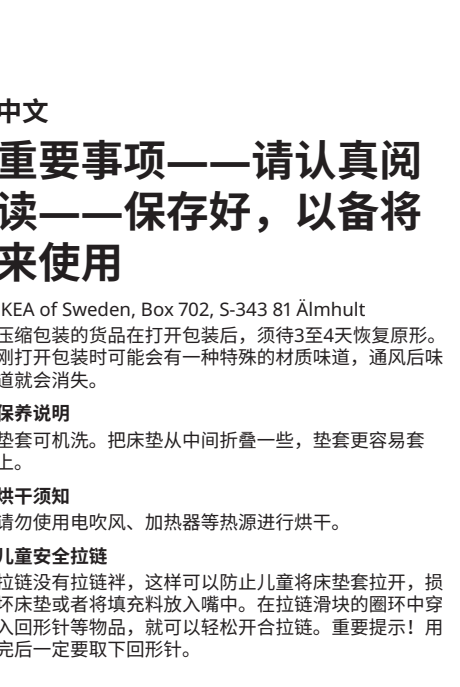 中文
重要事项——请认真阅
读——保存好，以备将
来使用
IKEA of Sweden, Box 702, S-343 81 Älmhult
压缩包装的货品在打开包装后，须待3至4天恢复原形。
刚打开包装时可能会有一种特殊的材质味道，通风后味
道就会消失。
保养说明
垫套可机洗。把床垫从中间折叠一些，垫套更容易套
上。
烘干须知
请勿使用电吹风、加热器等热源进行烘干。
儿童安全拉链
拉链没有拉链袢，这样可以防止儿童将床垫套拉开，损
坏床垫或者将填充料放入嘴中。在拉链滑块的圈环中穿
入回形针等物品，就可以轻松开合拉链。重要提示！用
完后一定要取下回形针。